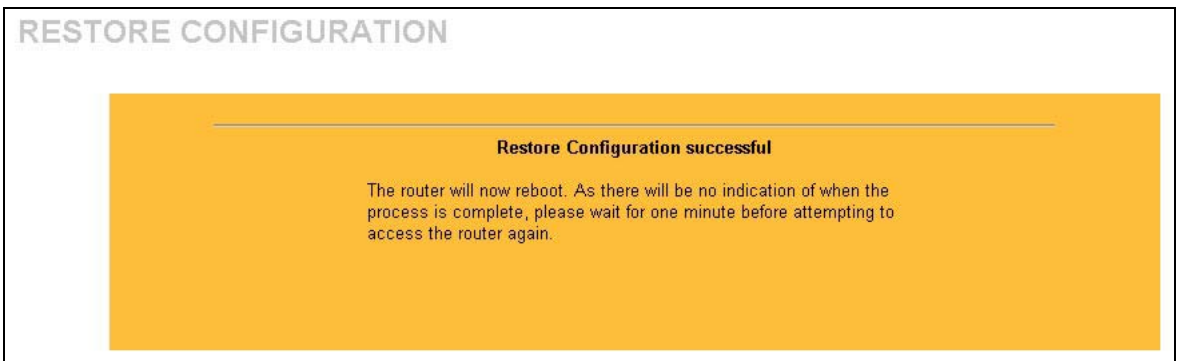 RESTORE CONFIGURATION
Restore Configuration successful
The router will now reboot. As there will be no indication of when the
process is complete, please wait for one minute before attempting to
access the router again.